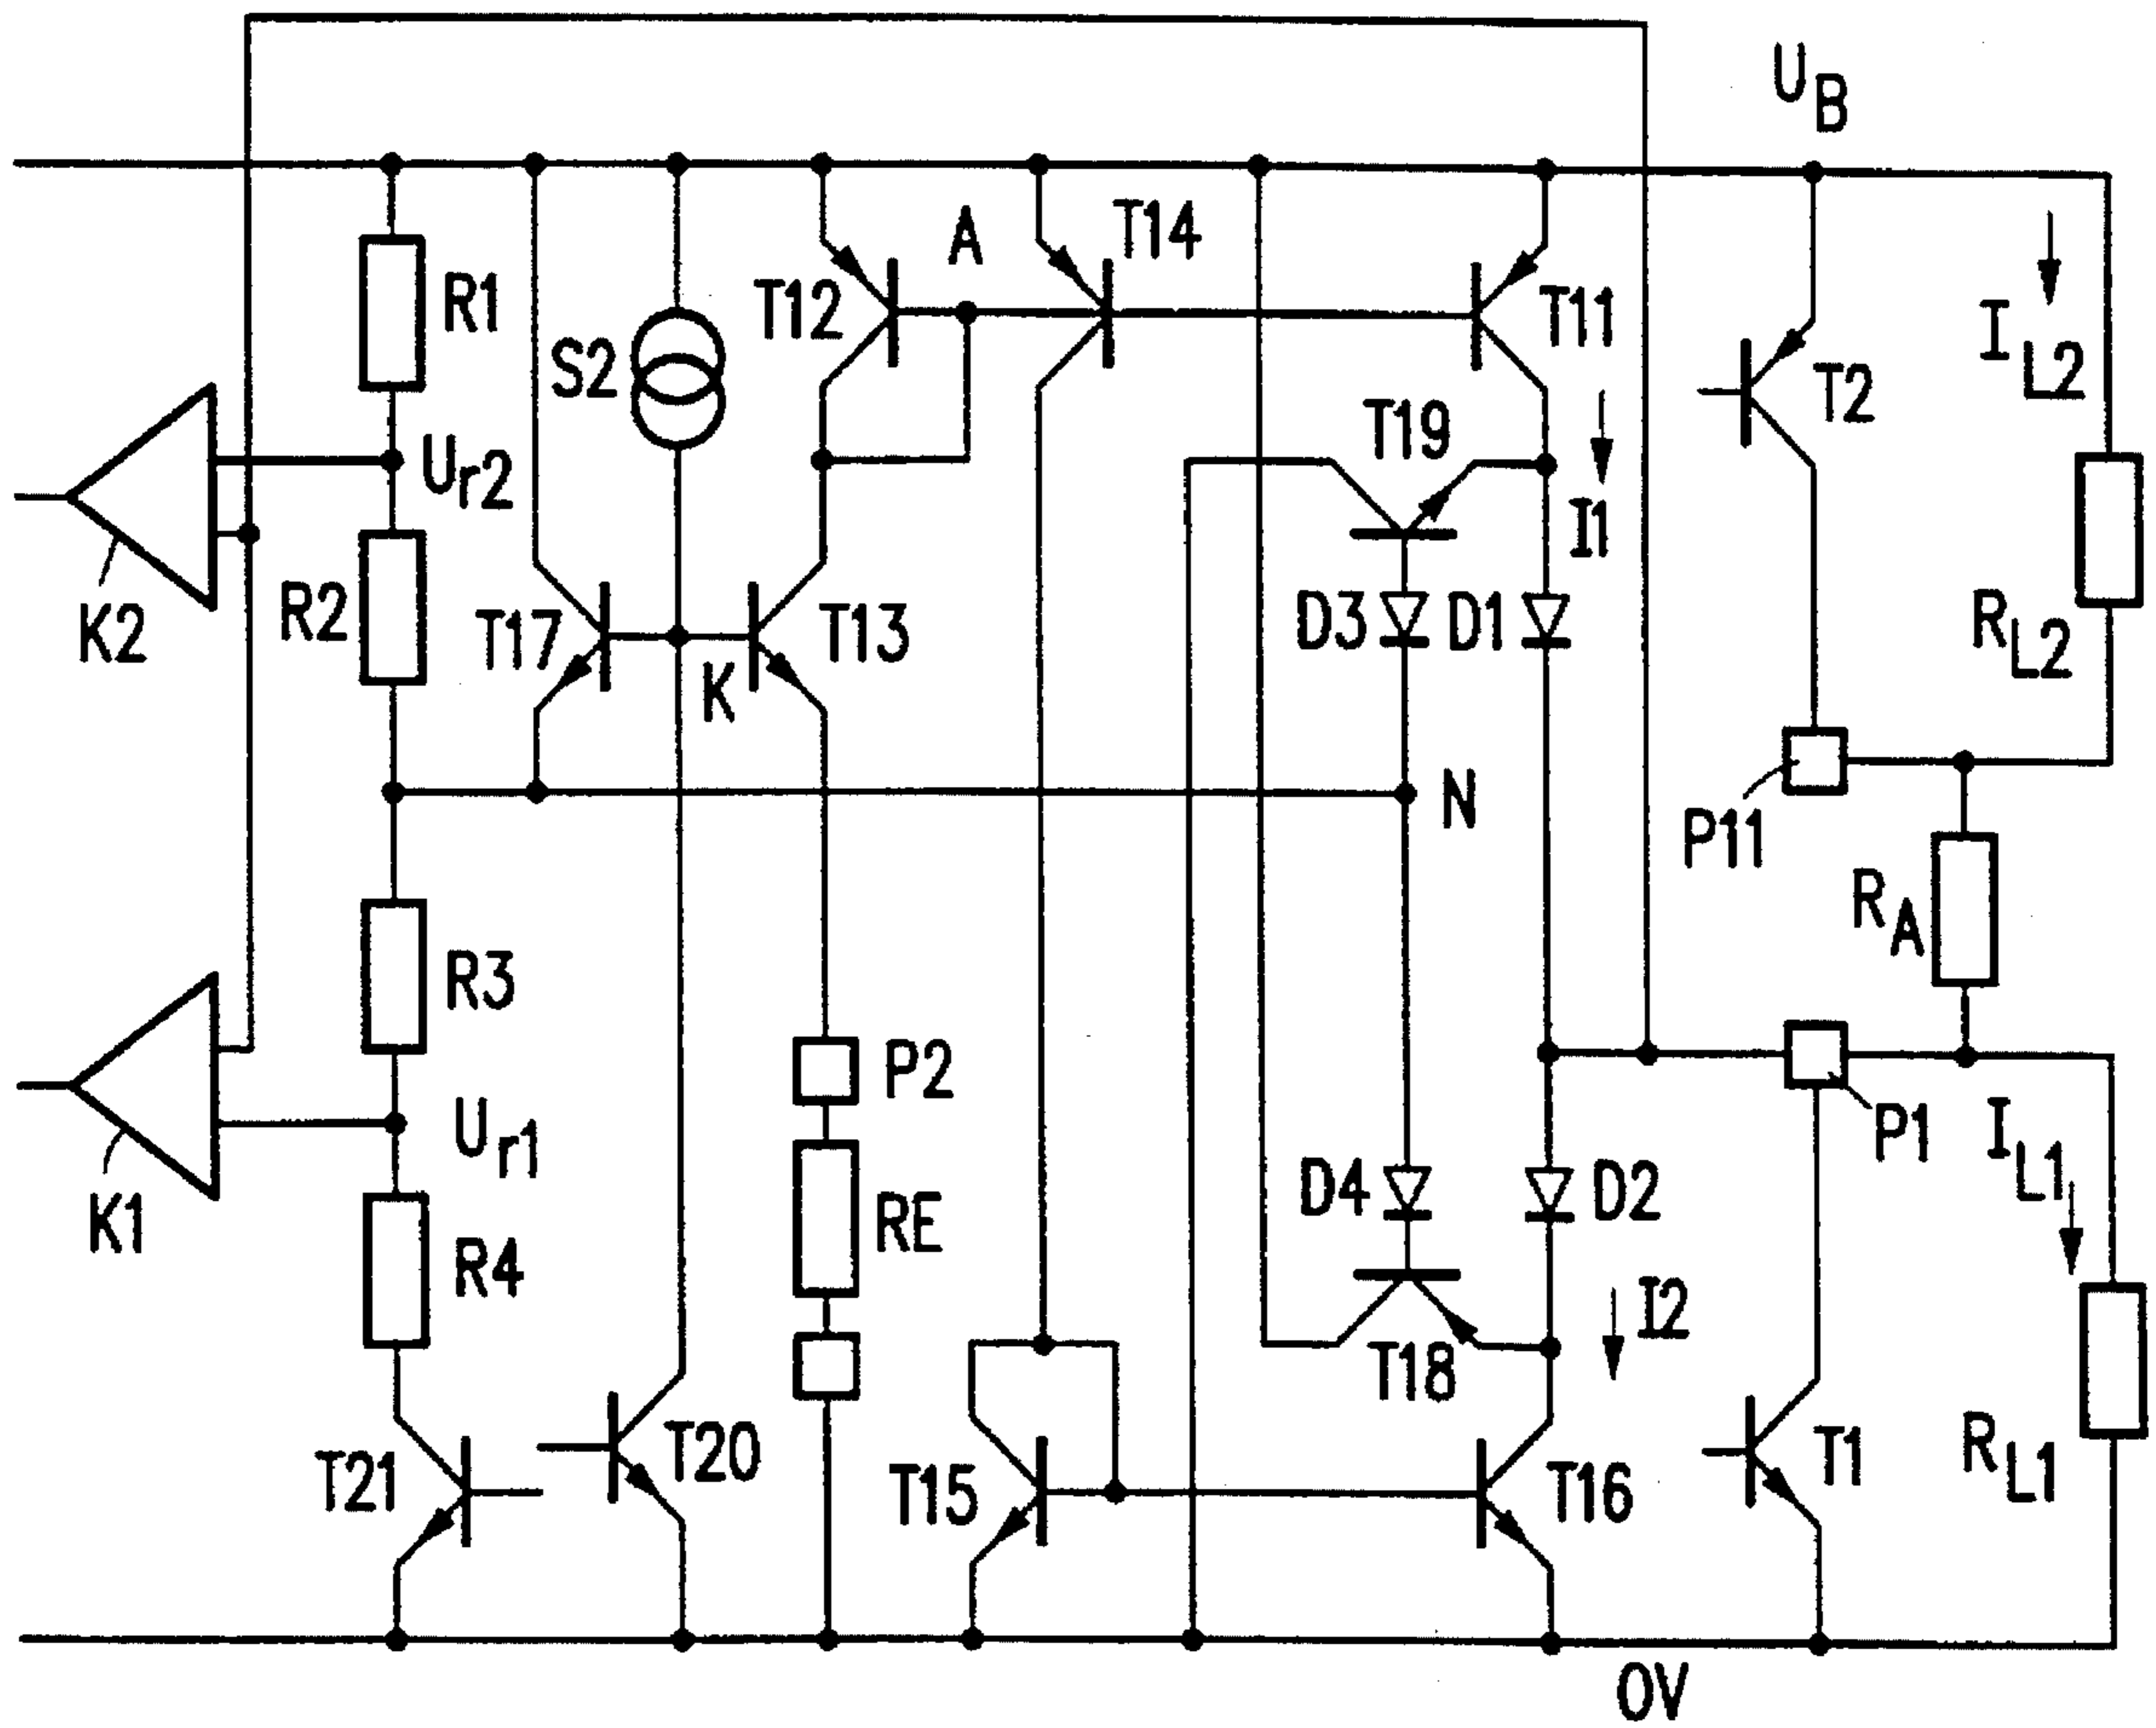 U_B
A
T14
T12
R1
T11
I_L2
S2
T2
T19
U_r2
I1
R2
K2
T17
T13
D3
D1
R_L2
K
N
P11
R_A
R3
P2
P1
I_L1
U_r1
K1
D4
D2
RE
R4
I2
T18
T21
T20
T15
T16
T1
R_L1
0V